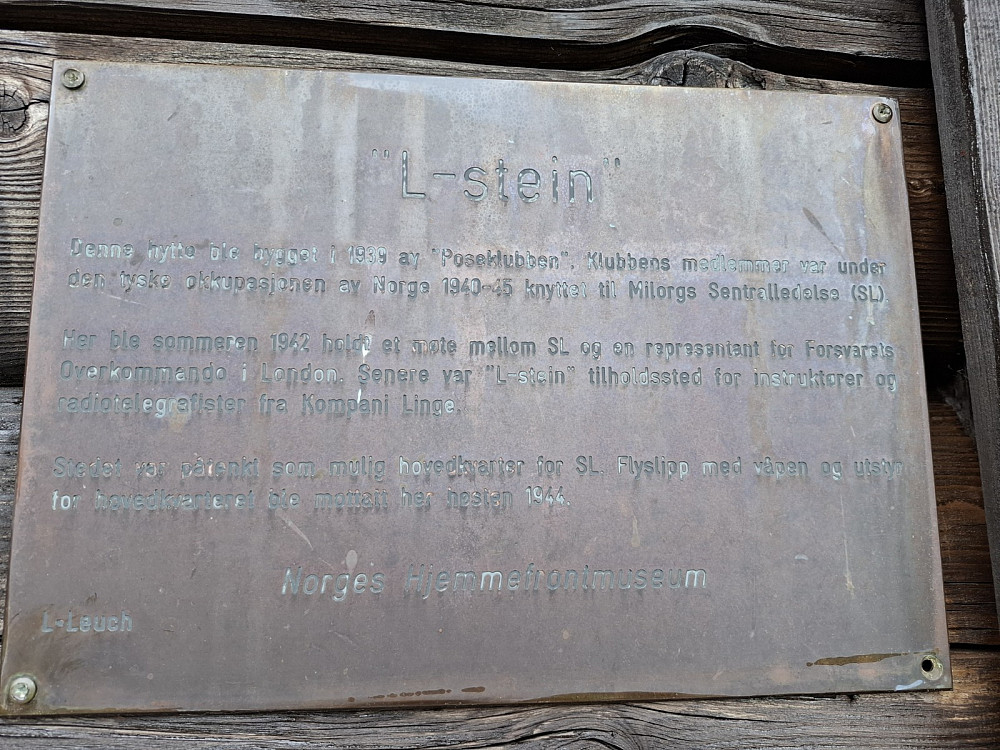 "L-stein"
Denne hytte ble bygget i 1939 av "Poseklubben". Klubbens medlemmer var under
den tyske okkupasjonen av Norge 1940-45 knyttet til Milorgs Sentralledelse (SL).
Her ble sommeren 1942 holdt et møte mellom SL og en representant for Forsvarets
Overkommando i London. Senere var "L-stein" tilholdssted for instruktører og
radiotelegrafister fra Kompani Linge.
Stedet var påtenkt som mulig hovedkvarter for SL. Flyslipp med våpen og utstyr
for hovedkvarteret ble mottatt her høsten 1944.
Norges Hjemmefrontmuseum
L-Leuch